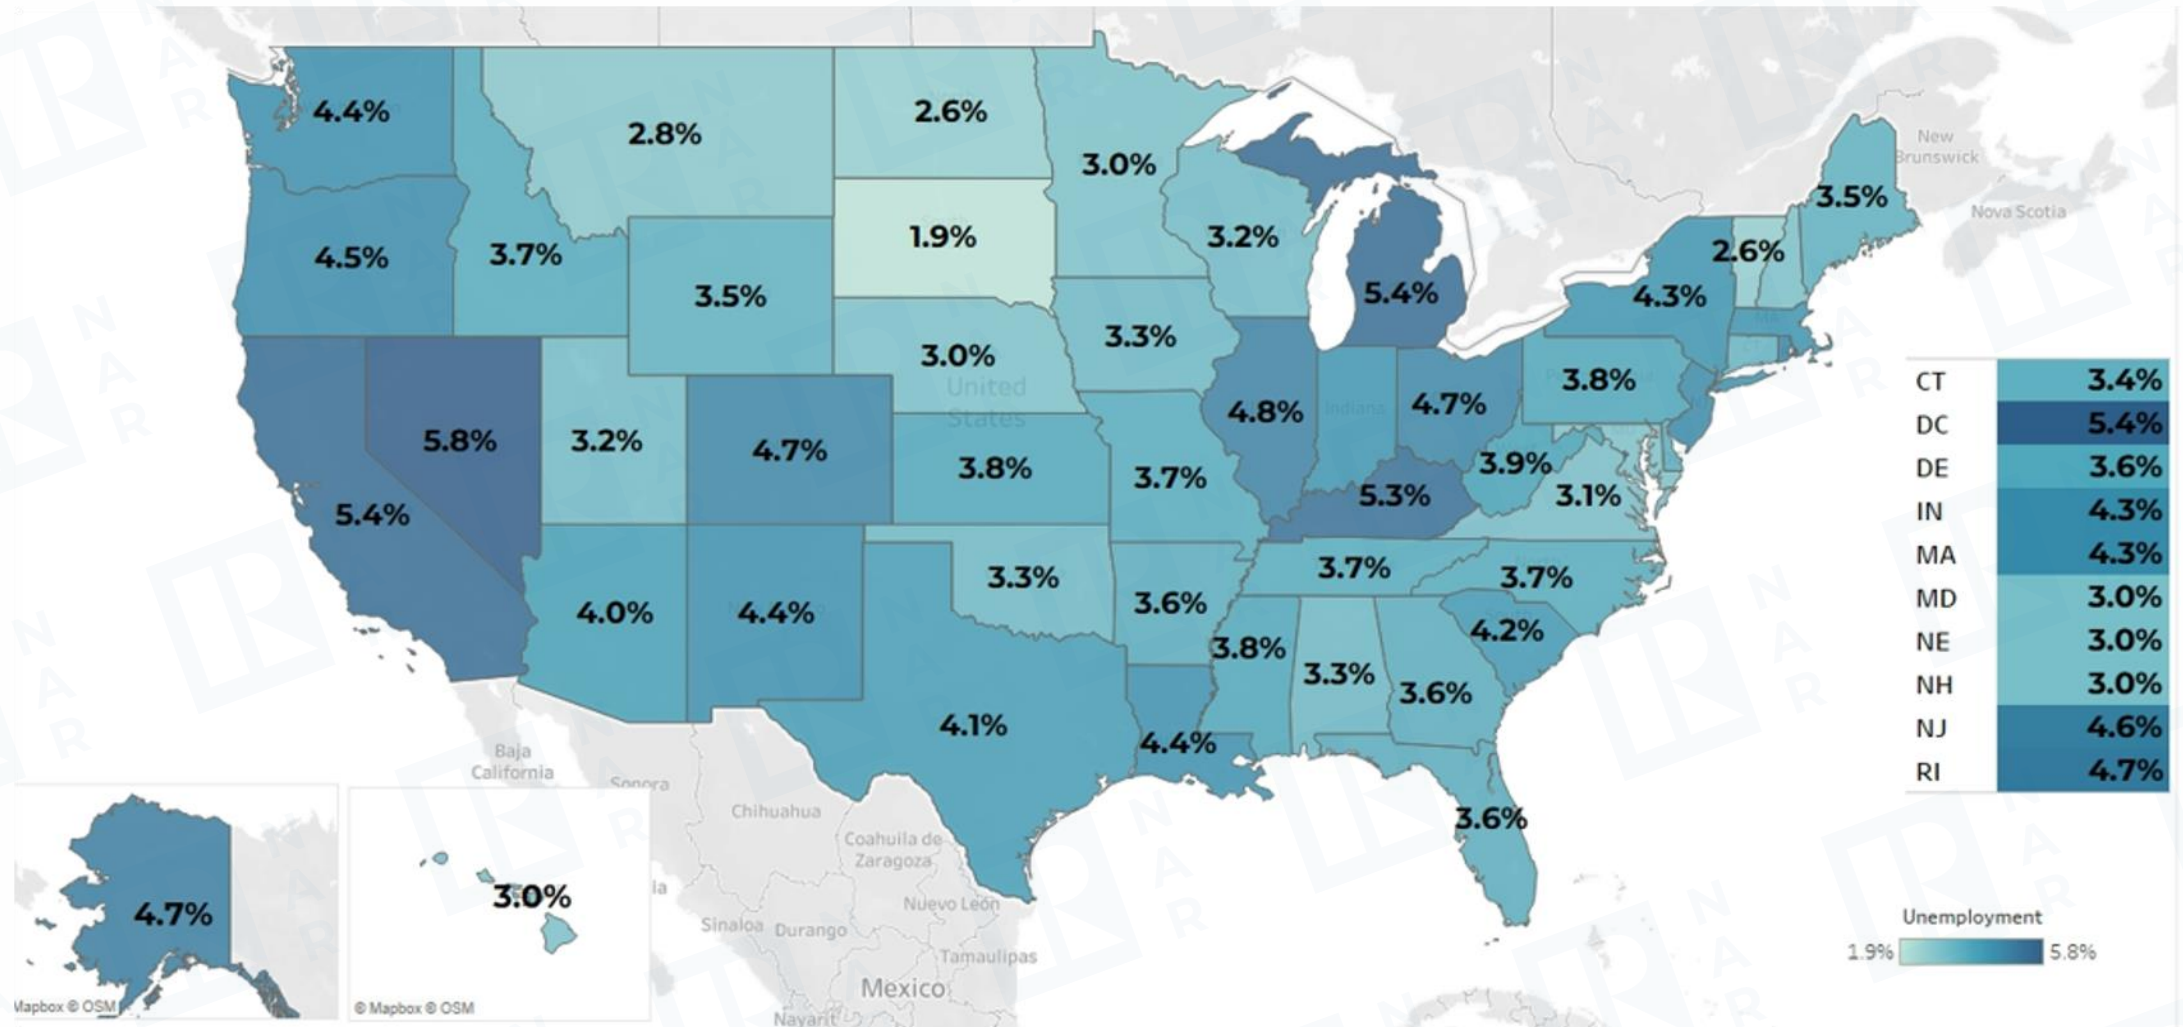 4.4%
2.8%
2.6%
3.0%
3.5%
New
Brunswick
Nova Scotia
4.5%
3.7%
3.5%
1.9%
3.2%
5.4%
2.6%
4.3%
3.0%
3.3%
United
States
5.4%
5.8%
3.2%
4.7%
3.8%
3.7%
4.8%
Indiana
4.7%
3.8%
5.3%
3.9%
3.1%
4.0%
4.4%
3.3%
3.6%
3.7%
3.7%
4.2%
4.1%
4.4%
3.8%
3.3%
3.6%
3.6%
CT 3.4%
DC 5.4%
DE 3.6%
IN 4.3%
MA 4.3%
MD 3.0%
NE 3.0%
NH 3.0%
NJ 4.6%
RI 4.7%
Baja
California
Sonora
Chihuahua
Coahuila de
Zaragoza
Nuevo León
Sinaloa
Durango
Tamaulipas
Mexico
Nayarit
4.7%
Mapbox © OSM
3.0%
© Mapbox © OSM
Unemployment
1.9% 5.8%
N
A
R